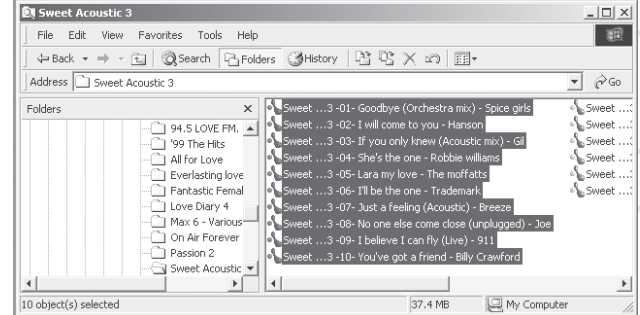 Sweet Acoustic 3
File Edit View Favorites Tools Help
Back Search Folders History
Address Sweet Acoustic 3 Go
Folders
94.5 LOVE FM.
'99 The Hits
All for Love
Everlasting love
Fantastic Femal
Love Diary 4
Max 6 - Various
On Air Forever
Passion 2
Sweet Acoustic
Sweet ...3 -01- Goodbye (Orchestra mix) - Spice girls
Sweet ...3 -02- I will come to you - Hanson
Sweet ...3 -03- If you only knew (Acoustic mix) - Gil
Sweet ...3 -04- She's the one - Robbie williams
Sweet ...3 -05- Lara my love - The moffatts
Sweet ...3 -06- I'll be the one - Trademark
Sweet ...3 -07- Just a feeling (Acoustic) - Breeze
Sweet ...3 -08- No one else come close (unplugged) - Joe
Sweet ...3 -09- I believe I can fly (Live) - 911
Sweet ...3 -10- You've got a friend - Billy Crawford
Sweet ...:
Sweet ...
Sweet ...:
Sweet ...:
Sweet ...:
Sweet ...:
10 object(s) selected 37.4 MB My Computer